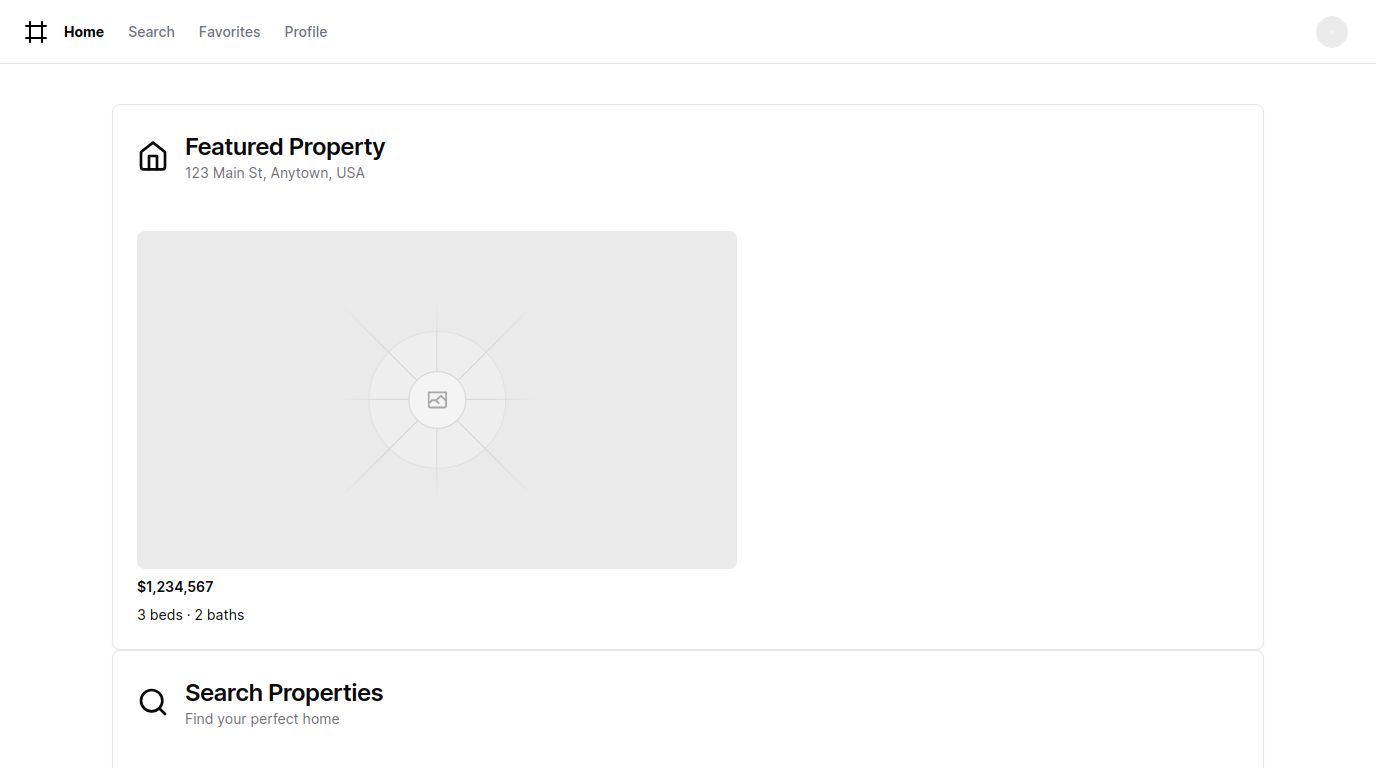 Home Search Favorites Profile
Featured Property
123 Main St, Anytown, USA
$1,234,567
3 beds · 2 baths
Search Properties
Find your perfect home